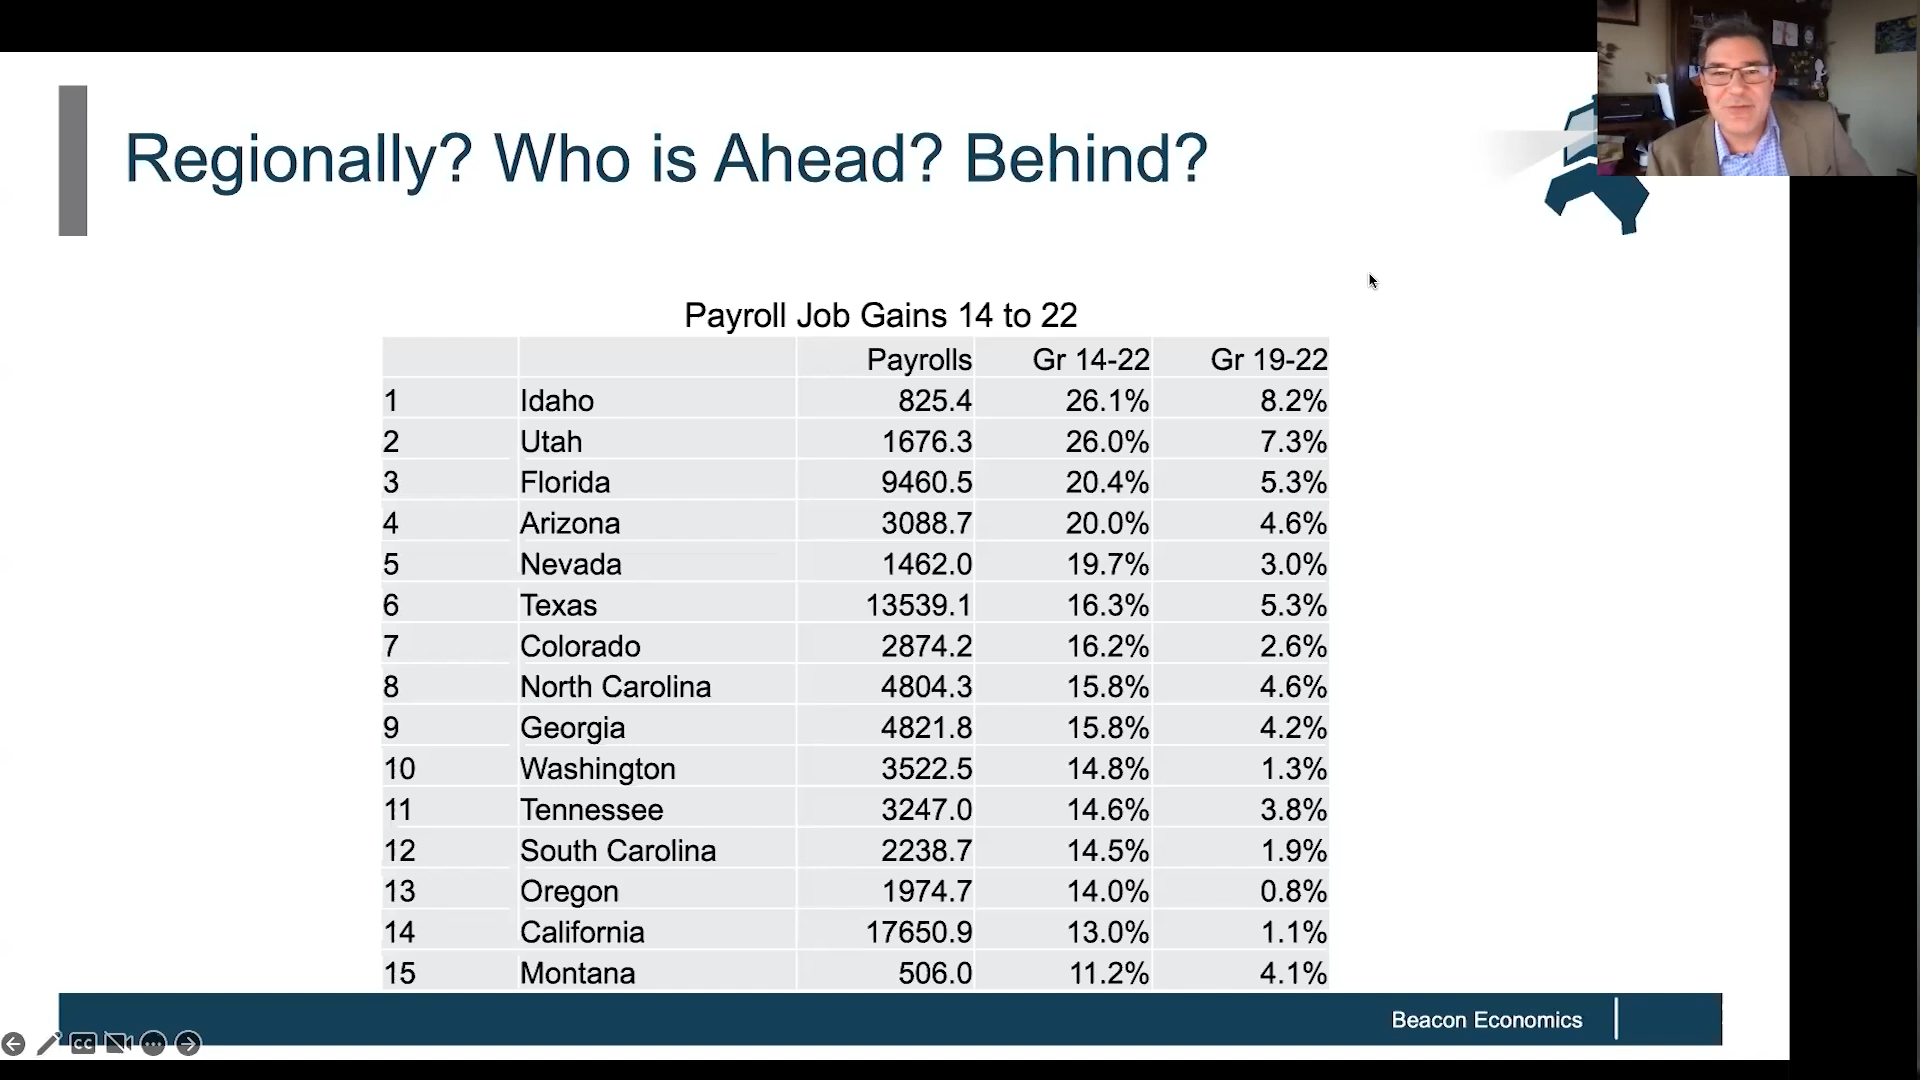 Regionally? Who is Ahead? Behind?
Payroll Job Gains 14 to 22
Payrolls Gr 14-22 Gr 19-22
1 Idaho 825.4 26.1% 8.2%
2 Utah 1676.3 26.0% 7.3%
3 Florida 9460.5 20.4% 5.3%
4 Arizona 3088.7 20.0% 4.6%
5 Nevada 1462.0 19.7% 3.0%
6 Texas 13539.1 16.3% 5.3%
7 Colorado 2874.2 16.2% 2.6%
8 North Carolina 4804.3 15.8% 4.6%
9 Georgia 4821.8 15.8% 4.2%
10 Washington 3522.5 14.8% 1.3%
11 Tennessee 3247.0 14.6% 3.8%
12 South Carolina 2238.7 14.5% 1.9%
13 Oregon 1974.7 14.0% 0.8%
14 California 17650.9 13.0% 1.1%
15 Montana 506.0 11.2% 4.1%
Beacon Economics
CC